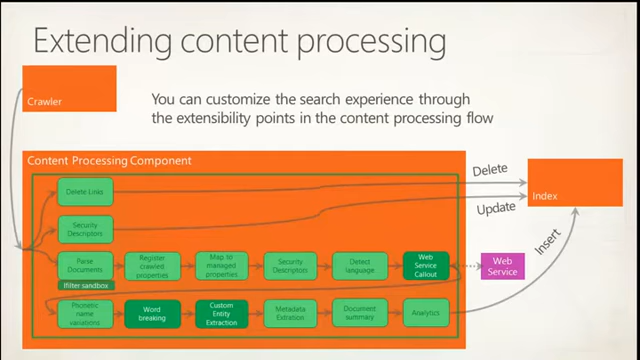 Extending content processing
Crawler
You can customize the search experience through
the extensibility points in the content processing flow
Content Processing Component
Delete Links
Delete
Index
Security
Descriptors
Update
Parse
Documents
Register
crawled
properties
Map to
managed
properties
Security
Descriptors
Detect
language
Web
Service
Callout
Web
Service
Insert
Ifilter sandbox
Phonetic
name
variations
Word
breaking
Custom
Entity
Extraction
Metadata
Extration
Document
summary
Analytics